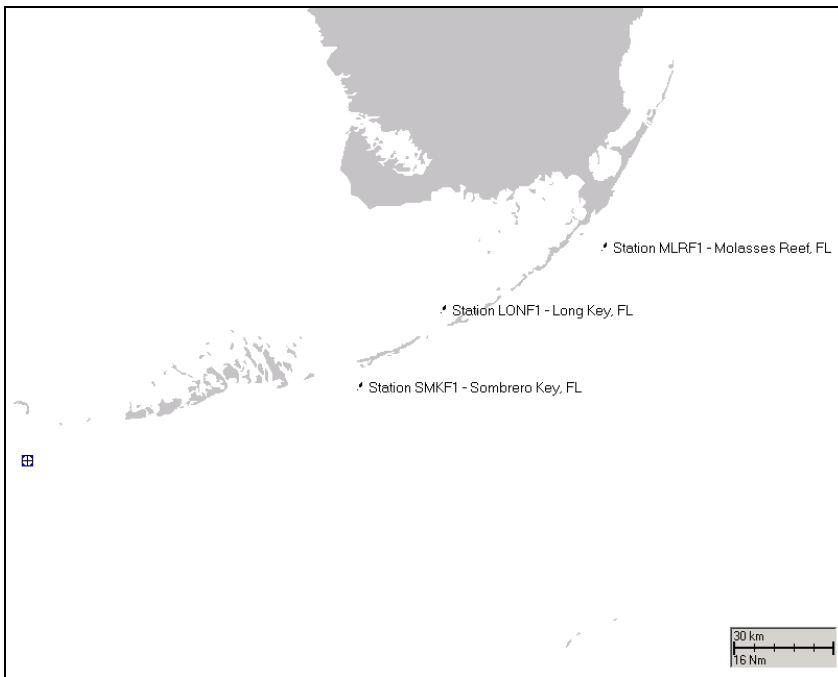 Station MLRF1 - Molasses Reef, FL
Station LONF1 - Long Key, FL
Station SMKF1 - Sombrero Key, FL
30 km
16 Nm